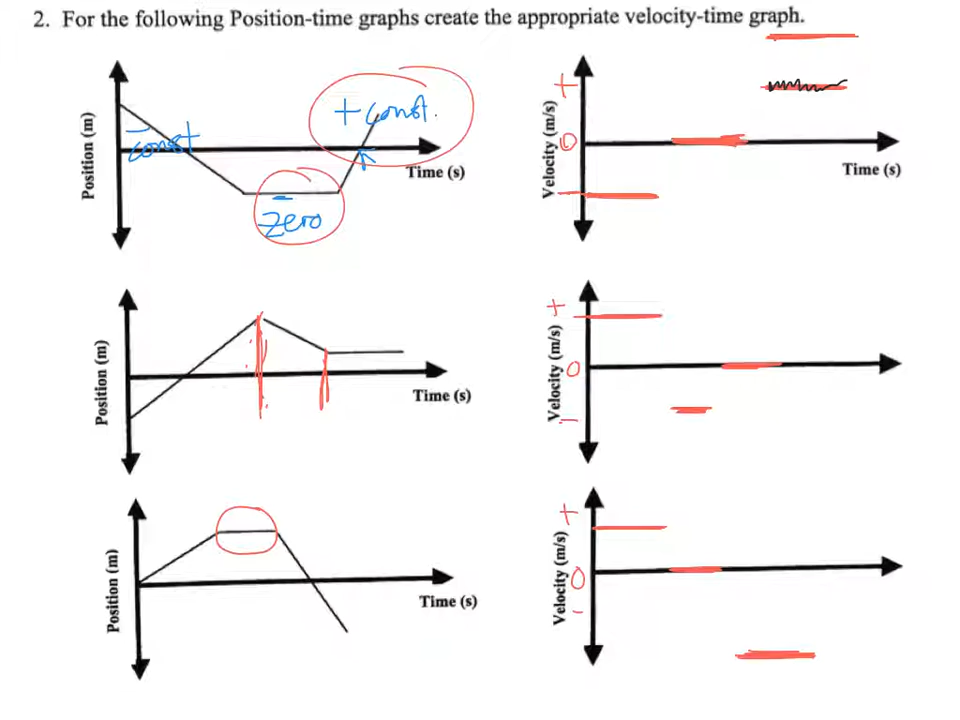 2. For the following Position-time graphs create the appropriate velocity-time graph.
Position (m)
- const
+ const.
Time (s)
zero
Velocity (m/s)
+
0
-
Time (s)
Position (m)
Time (s)
Velocity (m/s)
+
0
-
Position (m)
Time (s)
Velocity (m/s)
+
0
-